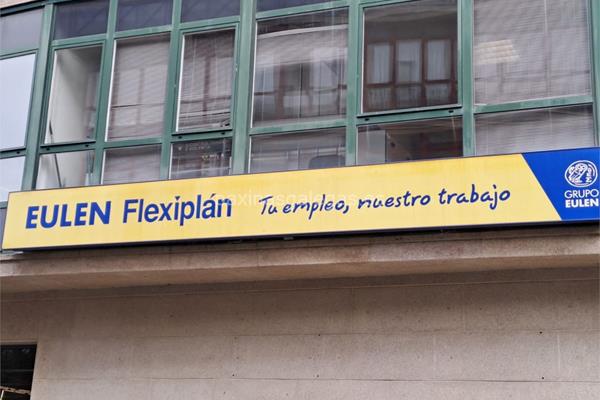 EULEN Flexiplán Tu empleo, nuestro trabajo
GRUPO
EULEN